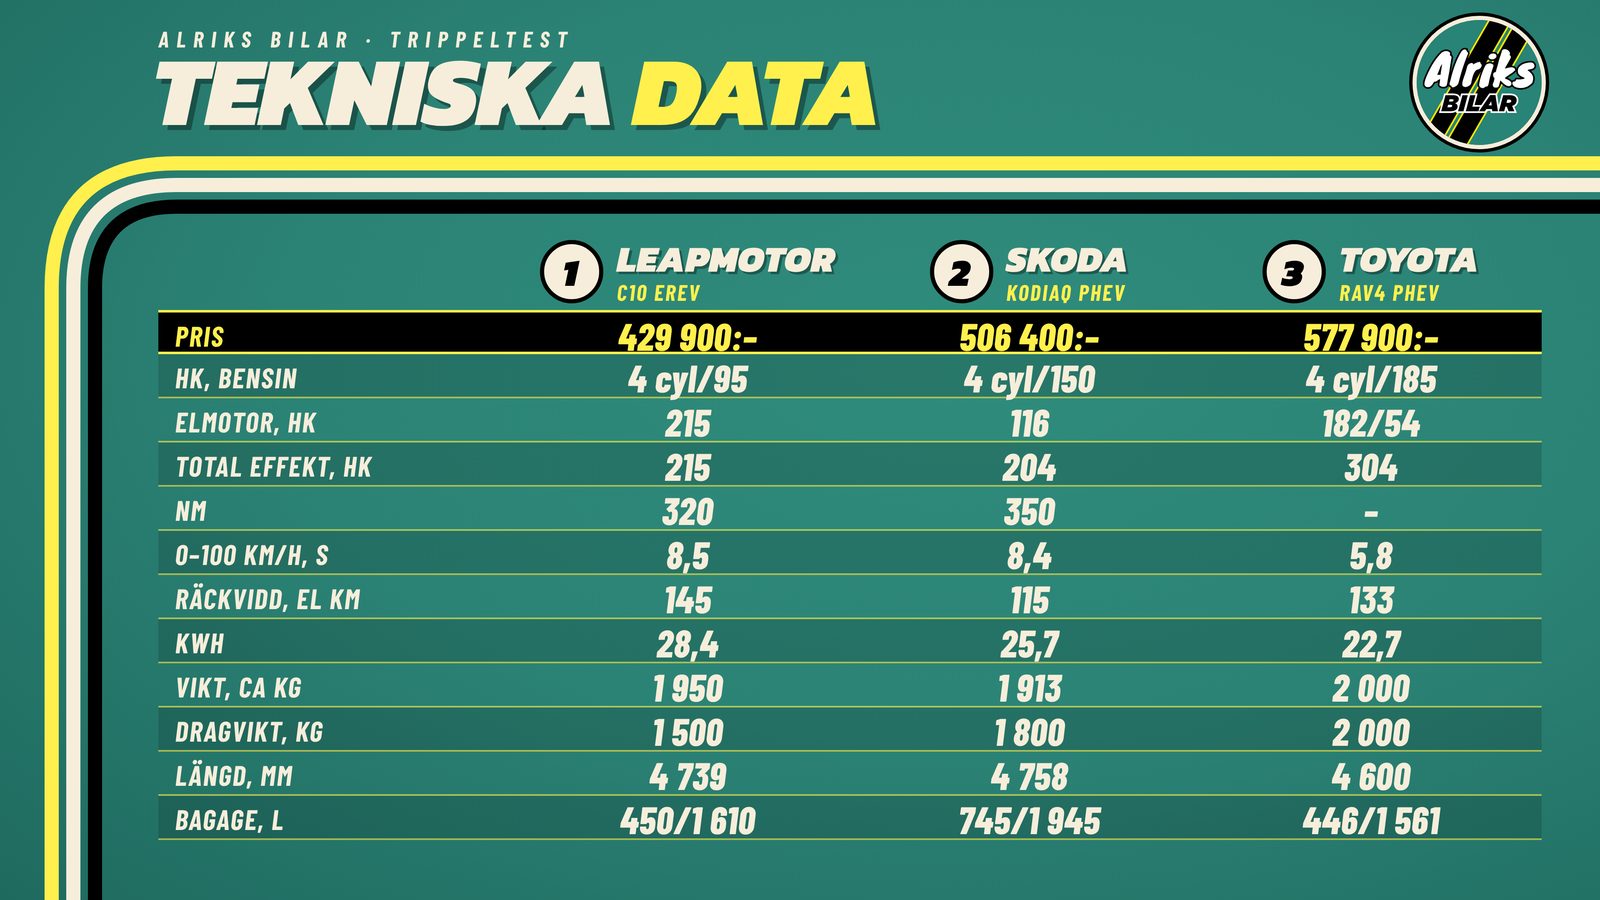 ALRIKS BILAR · TRIPPELTEST
TEKNISKA DATA
Alriks
BILAR
1 LEAPMOTOR 2 SKODA 3 TOYOTA
C10 EREV KODIAQ PHEV RAV4 PHEV
PRIS 429 900:- 506 400:- 577 900:-
HK, BENSIN 4 cyl/95 4 cyl/150 4 cyl/185
ELMOTOR, HK 215 116 182/54
TOTAL EFFEKT, HK 215 204 304
NM 320 350 -
0-100 KM/H, S 8,5 8,4 5,8
RÄCKVIDD, EL KM 145 115 133
KWH 28,4 25,7 22,7
VIKT, CA KG 1 950 1 913 2 000
DRAGVIKT, KG 1 500 1 800 2 000
LÄNGD, MM 4 739 4 758 4 600
BAGAGE, L 450/1 610 745/1 945 446/1 561